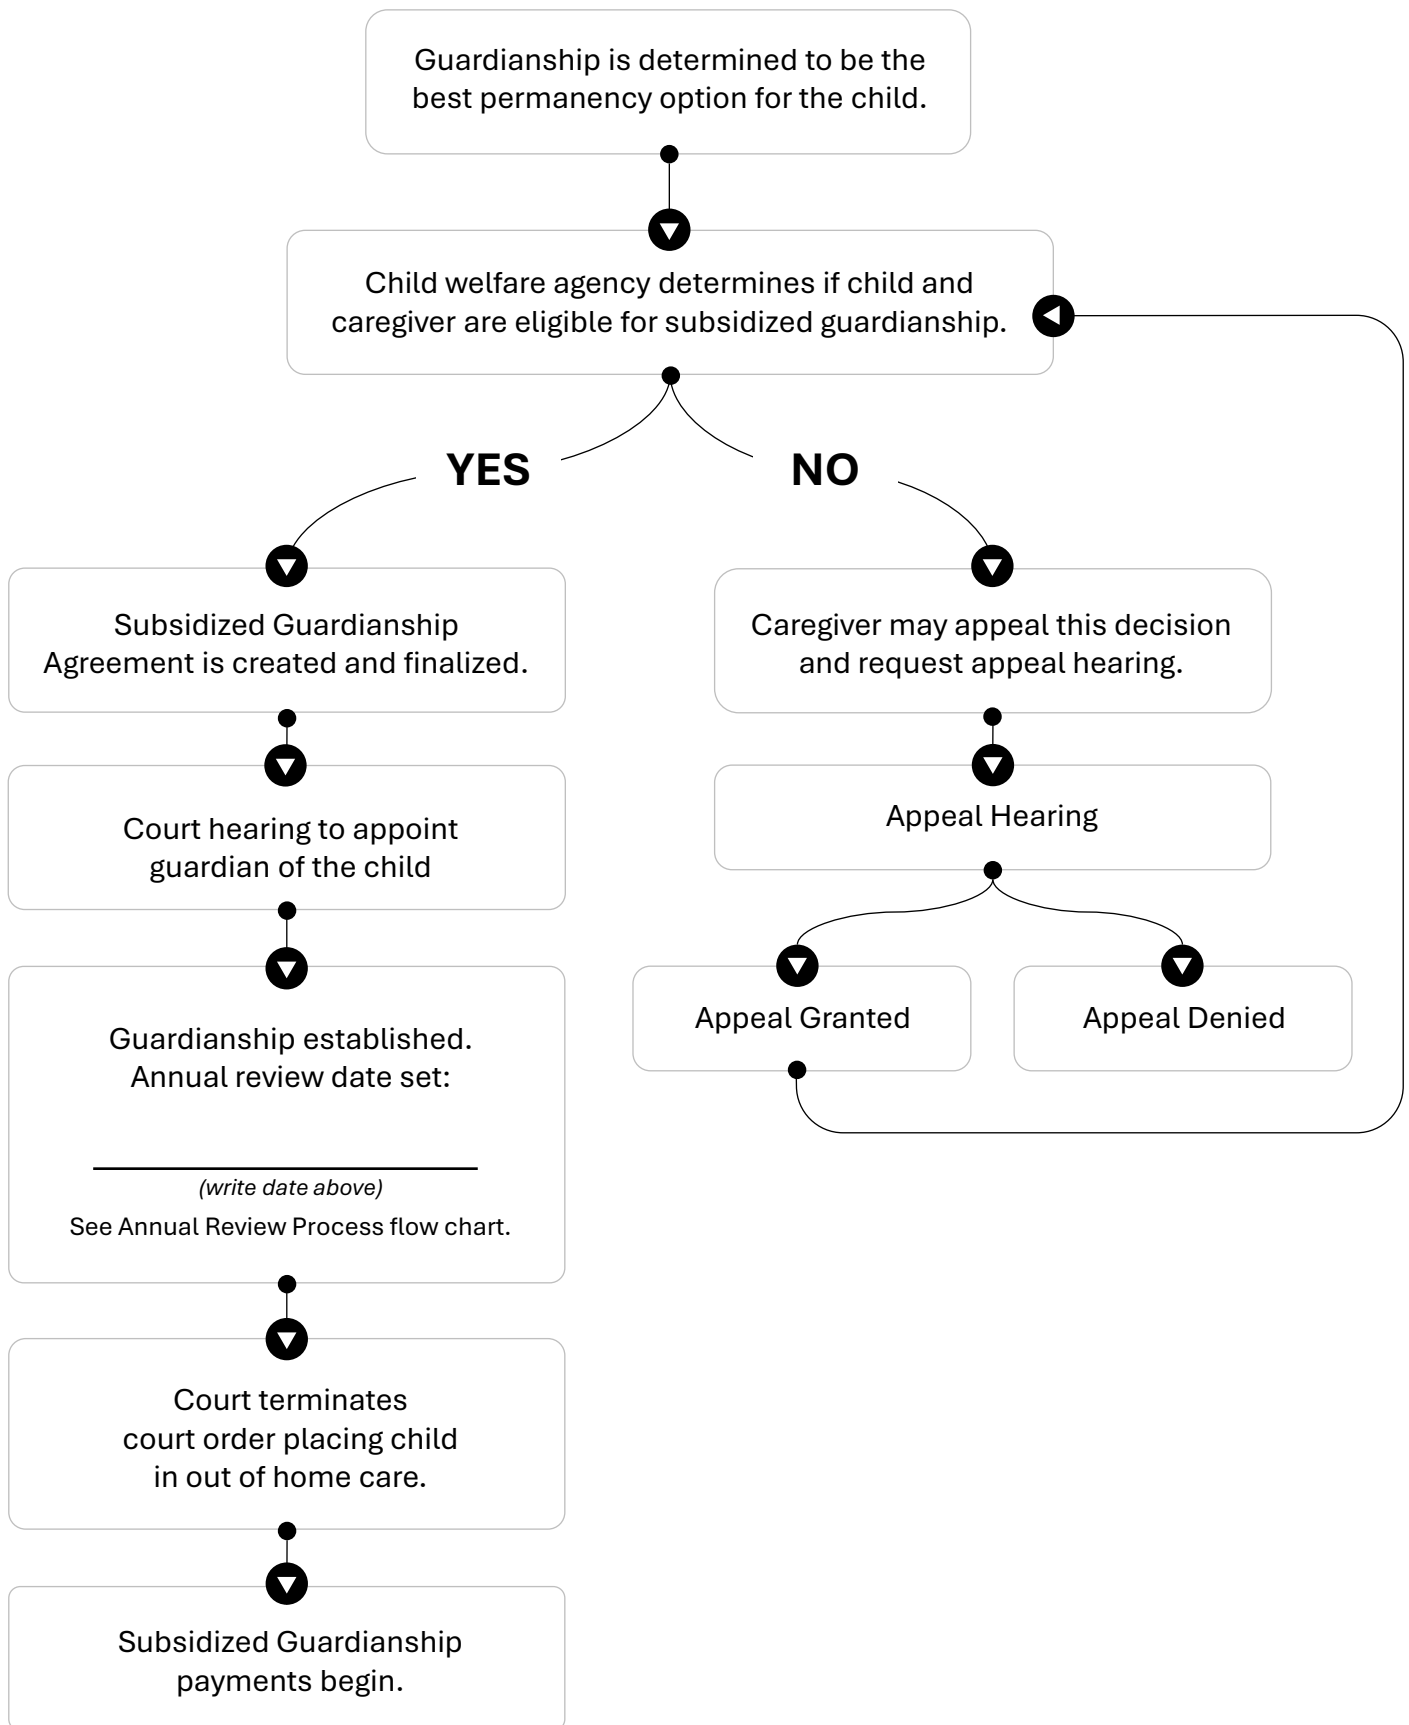 Guardianship is determined to be the
best permanency option for the child.
Child welfare agency determines if child and
caregiver are eligible for subsidized guardianship.
YES
NO
Subsidized Guardianship
Agreement is created and finalized.
Caregiver may appeal this decision
and request appeal hearing.
Court hearing to appoint
guardian of the child
Appeal Hearing
Appeal Granted
Appeal Denied
Guardianship established.
Annual review date set:
(write date above)
See Annual Review Process flow chart.
Court terminates
court order placing child
in out of home care.
Subsidized Guardianship
payments begin.